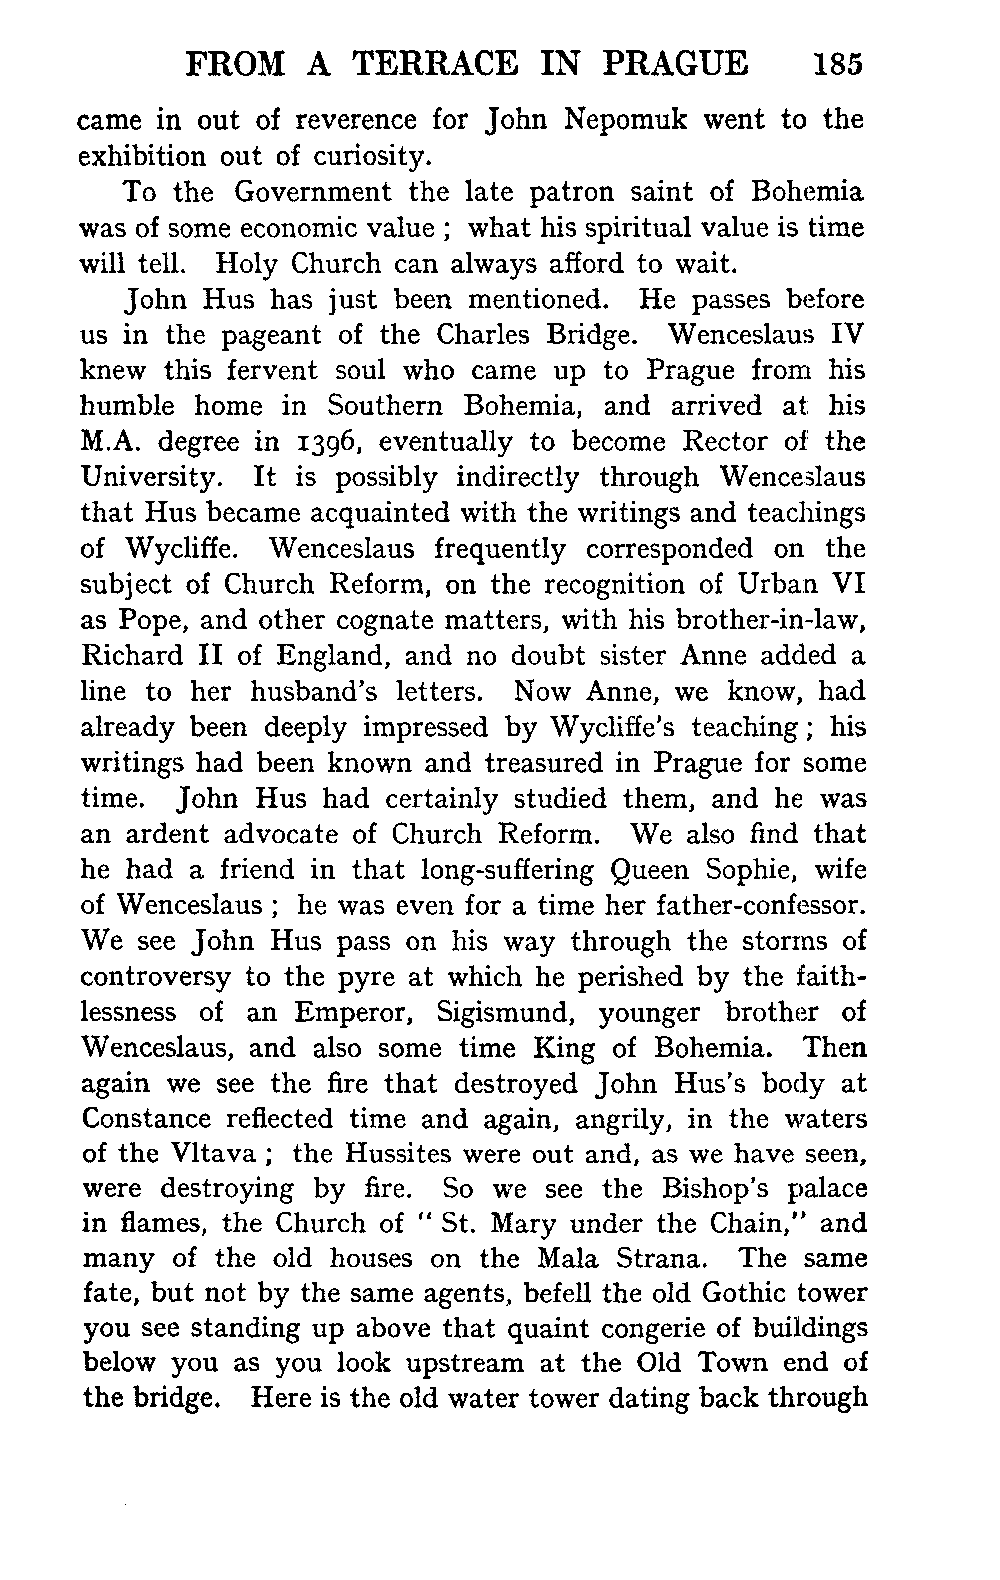 FROM A TERRACE IN PRAGUE 185
came in out of reverence for John Nepomuk went to the
exhibition out of curiosity.
To the Government the late patron saint of Bohemia
was of some economic value ; what his spiritual value is time
will tell. Holy Church can always afford to wait.
John Hus has just been mentioned. He passes before
us in the pageant of the Charles Bridge. Wenceslaus IV
knew this fervent soul who came up to Prague from his
humble home in Southern Bohemia, and arrived at his
M.A. degree in 1396, eventually to become Rector of the
University. It is possibly indirectly through Wenceslaus
that Hus became acquainted with the writings and teachings
of Wycliffe. Wenceslaus frequently corresponded on the
subject of Church Reform, on the recognition of Urban VI
as Pope, and other cognate matters, with his brother-in-law,
Richard II of England, and no doubt sister Anne added a
line to her husband's letters. Now Anne, we know, had
already been deeply impressed by Wycliffe's teaching ; his
writings had been known and treasured in Prague for some
time. John Hus had certainly studied them, and he was
an ardent advocate of Church Reform. We also find that
he had a friend in that long-suffering Queen Sophie, wife
of Wenceslaus ; he was even for a time her father-confessor.
We see John Hus pass on his way through the storms of
controversy to the pyre at which he perished by the faith-
lessness of an Emperor, Sigismund, younger brother of
Wenceslaus, and also some time King of Bohemia. Then
again we see the fire that destroyed John Hus's body at
Constance reflected time and again, angrily, in the waters
of the Vltava ; the Hussites were out and, as we have seen,
were destroying by fire. So we see the Bishop's palace
in flames, the Church of " St. Mary under the Chain," and
many of the old houses on the Mala Strana. The same
fate, but not by the same agents, befell the old Gothic tower
you see standing up above that quaint congerie of buildings
below you as you look upstream at the Old Town end of
the bridge. Here is the old water tower dating back through